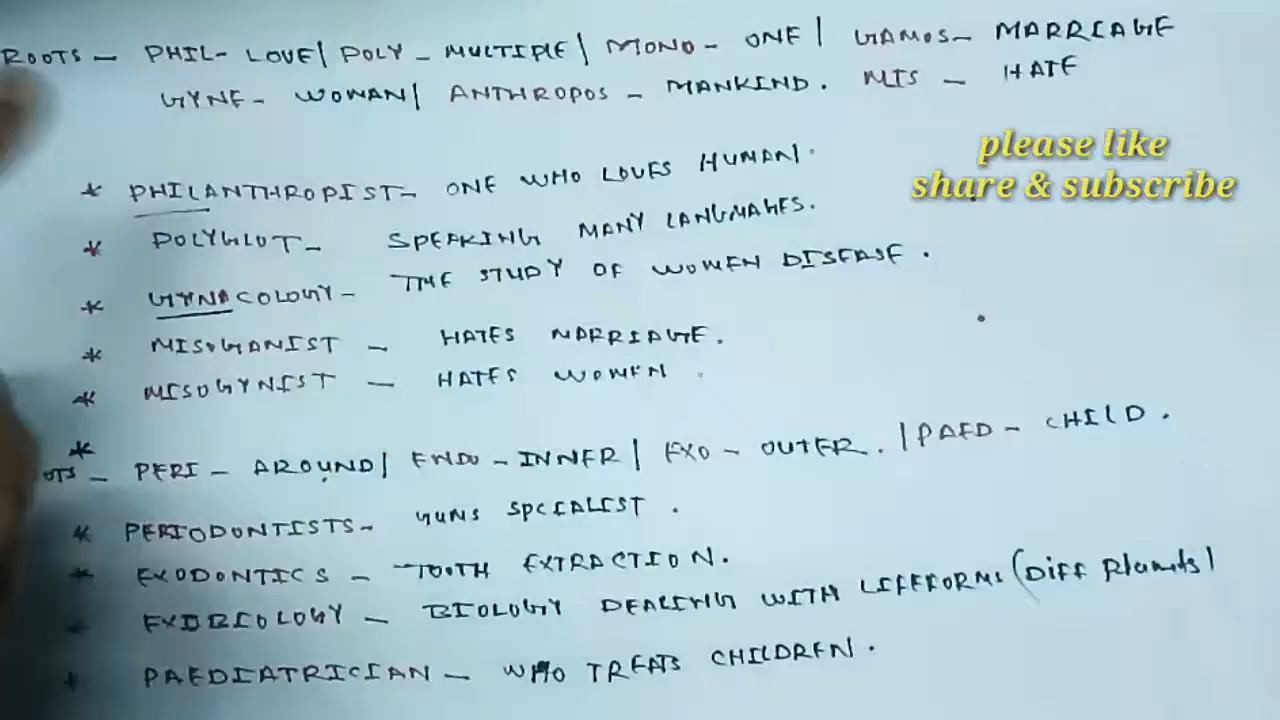 ROOTS - PHIL - LOVE | POLY - MULTIPLE | MONO - ONE | GAMOS - MARRIAGE
GYNE - WOMAN | ANTHROPOS - MANKIND. MIS - HATE
please like
share & subscribe
* PHILANTHROPIST - ONE WHO LOVES HUMAN.
* POLYGLOT - SPEAKING MANY LANGUAGES.
* GYNACOLOGY - THE STUDY OF WOMEN DISEASE.
* MISOGAMIST - HATES MARRIAGE.
* MISOGYNIST - HATES WOMEN.
*
OTS - PERI - AROUND | ENDO - INNER | EXO - OUTER. | PAED - CHILD.
* PERIODONTISTS - GUMS SPCIALIST.
* EXODONTICS - TOOTH EXTRACTION.
* EXOBIOLOGY - BIOLOGY DEALING WITH LIFEFORMS (Diff Planets)
* PAEDIATRICIAN - WHO TREATS CHILDREN.